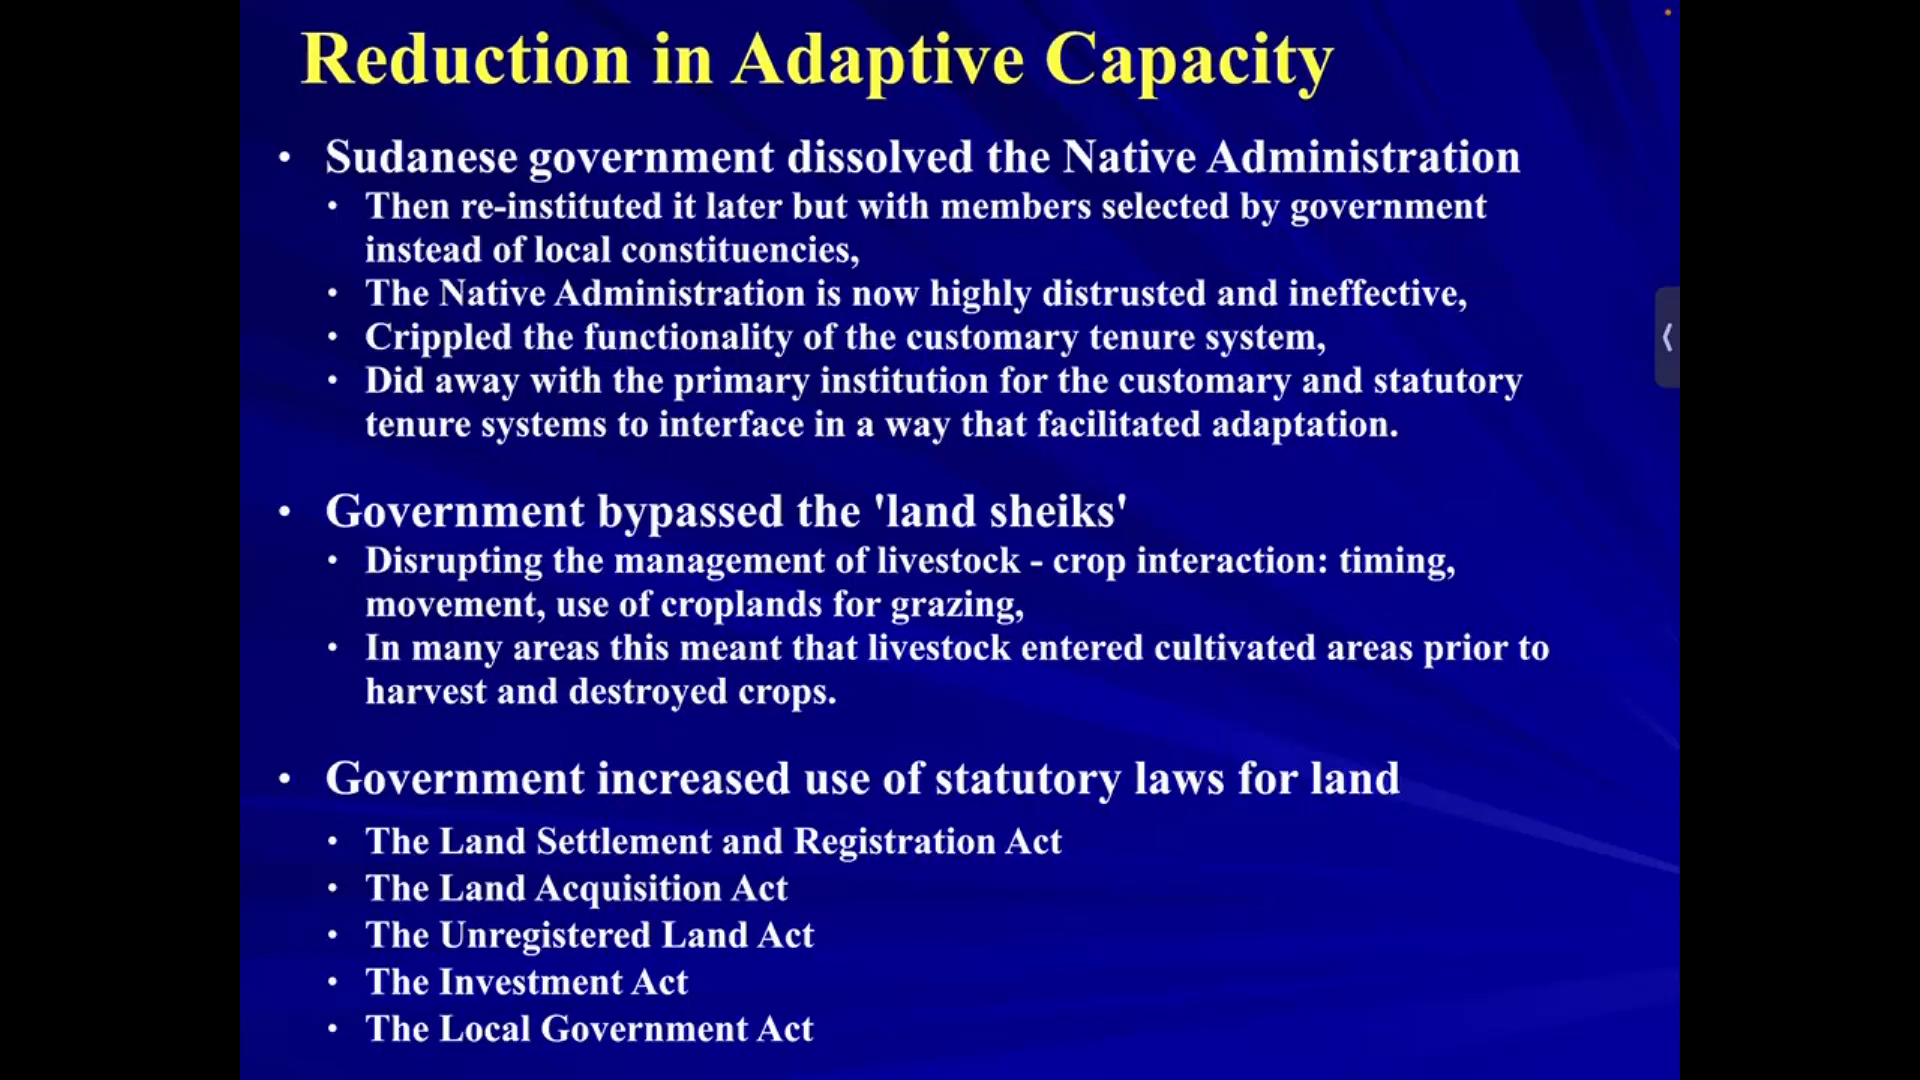 Reduction in Adaptive Capacity
• Sudanese government dissolved the Native Administration
• Then re-instituted it later but with members selected by government
instead of local constituencies,
• The Native Administration is now highly distrusted and ineffective,
• Crippled the functionality of the customary tenure system,
• Did away with the primary institution for the customary and statutory
tenure systems to interface in a way that facilitated adaptation.
• Government bypassed the 'land sheiks'
• Disrupting the management of livestock - crop interaction: timing,
movement, use of croplands for grazing,
• In many areas this meant that livestock entered cultivated areas prior to
harvest and destroyed crops.
• Government increased use of statutory laws for land
• The Land Settlement and Registration Act
• The Land Acquisition Act
• The Unregistered Land Act
• The Investment Act
• The Local Government Act